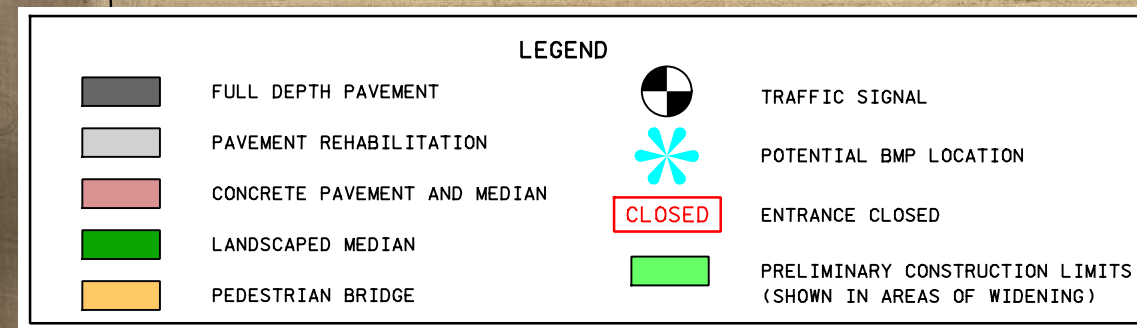 LEGEND
FULL DEPTH PAVEMENT
PAVEMENT REHABILITATION
CONCRETE PAVEMENT AND MEDIAN
LANDSCAPED MEDIAN
PEDESTRIAN BRIDGE
TRAFFIC SIGNAL
POTENTIAL BMP LOCATION
CLOSED ENTRANCE CLOSED
PRELIMINARY CONSTRUCTION LIMITS
(SHOWN IN AREAS OF WIDENING)